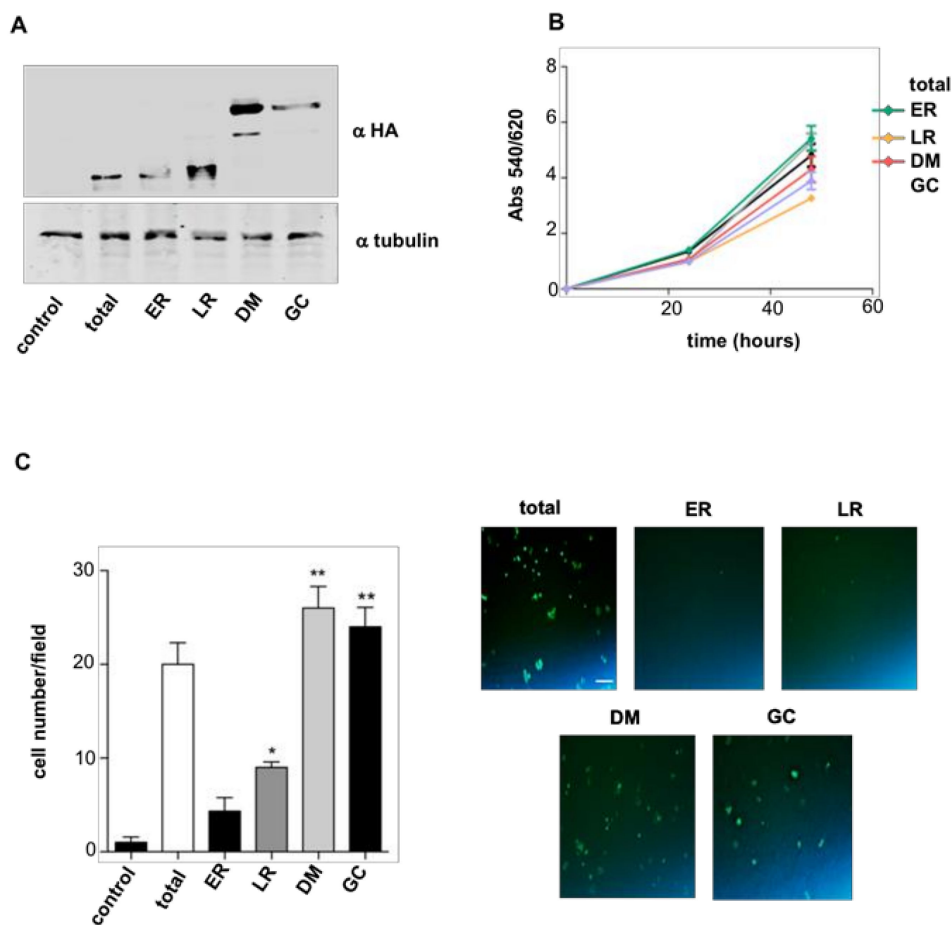 A
α HA
α tubulin
control
total
ER
LR
DM
GC
B
8
6
4
2
0
20
40
60
Abs 540/620
time (hours)
total
ER
LR
DM
GC
C
30
20
10
0
cell number/field
*
**
**
control
total
ER
LR
DM
GC
total
ER
LR
DM
GC